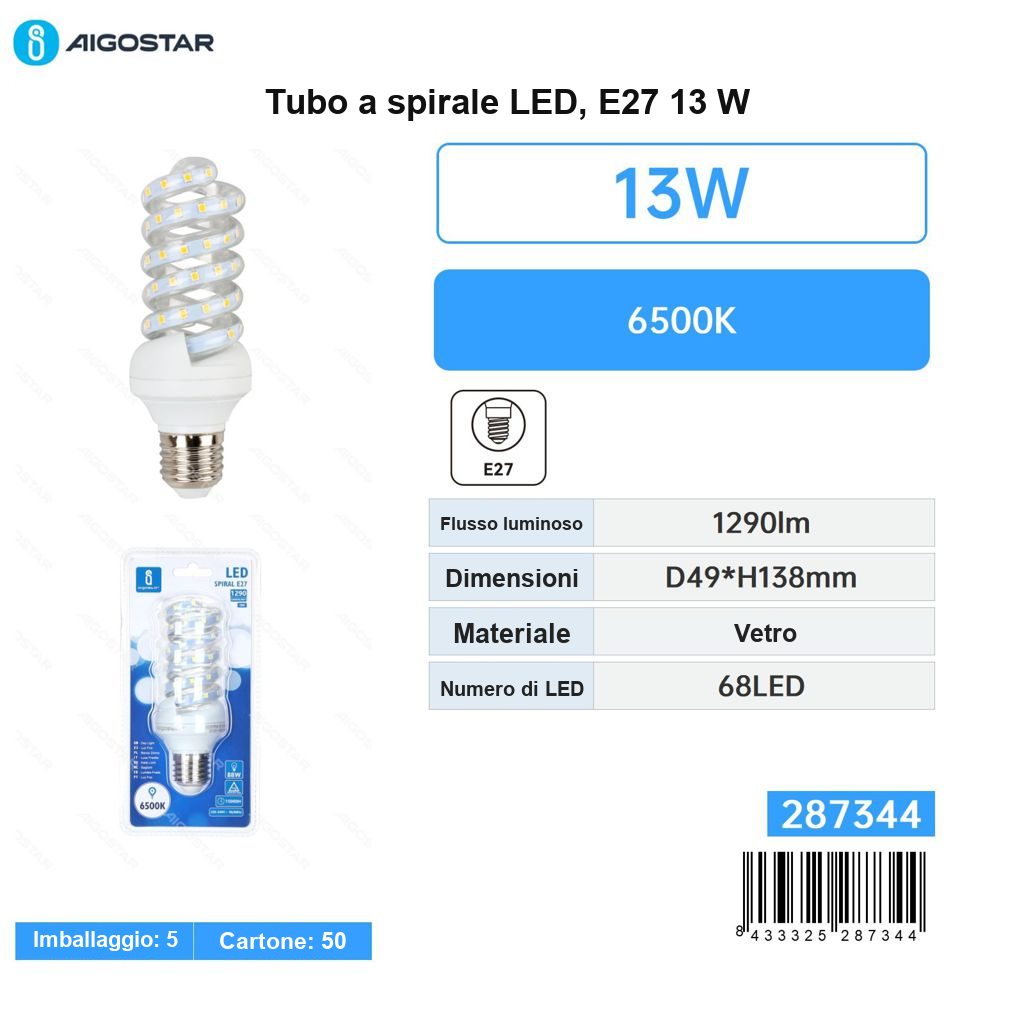 AIGOSTAR
Tubo a spirale LED, E27 13 W
13W
6500K
E27
Flusso luminoso 1290lm
Dimensioni D49*H138mm
Materiale Vetro
Numero di LED 68LED
AIGOSTAR
LED
SPIRAL E27
1290
88W
6500K
287344
8 433325 287344
Imballaggio: 5 Cartone: 50